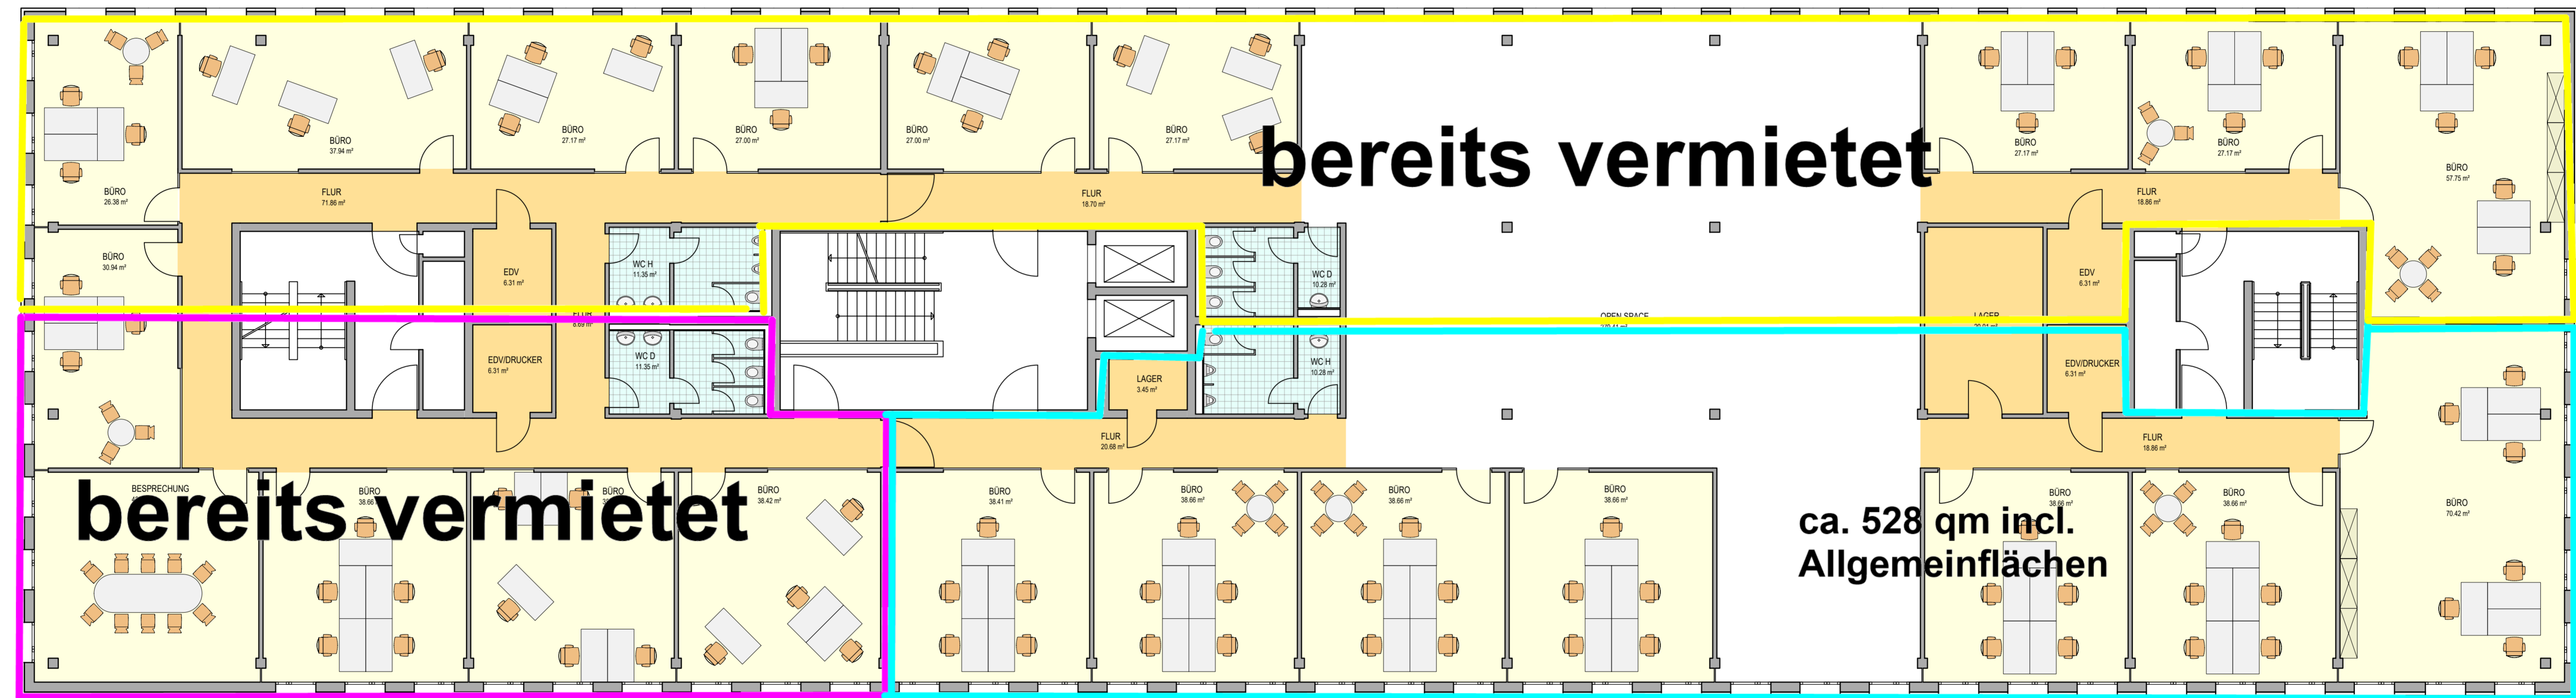 BÜRO
37.94 m²
BÜRO
27.17 m²
BÜRO
27.00 m²
BÜRO
27.00 m²
BÜRO
27.17 m²
bereits vermietet
BÜRO
27.17 m²
BÜRO
27.17 m²
BÜRO
57.75 m²
BÜRO
26.38 m²
FLUR
71.86 m²
FLUR
18.70 m²
FLUR
18.86 m²
BÜRO
30.94 m²
EDV
6.31 m²
WC H
11.35 m²
WC D
10.28 m²
EDV
6.31 m²
FLUR
OPEN SPACE
LAGER
EDV/DRUCKER
6.31 m²
WC D
11.35 m²
LAGER
3.45 m²
WC H
10.28 m²
EDV/DRUCKER
6.31 m²
FLUR
20.68 m²
FLUR
18.86 m²
BESPRECHUNG
bereits vermietet
BÜRO
38.66
BÜRO
BÜRO
38.42 m²
BÜRO
38.41 m²
BÜRO
38.66 m²
BÜRO
38.66 m²
BÜRO
38.66 m²
BÜRO
38.66 m²
BÜRO
38.66 m²
BÜRO
70.42 m²
ca. 528 qm incl.
Allgemeinflächen